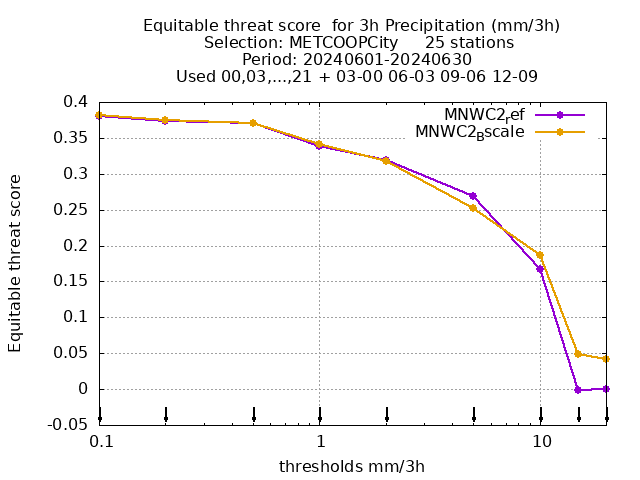 Equitable threat score  for 3h Precipitation (mm/3h)
Selection: METCOOPCity     25 stations
Period: 20240601-20240630
Used 00,03,...,21 + 03-00 06-03 09-06 12-09
MNWC2ref
MNWC2Bscale
Equitable threat score
0.4
0.35
0.3
0.25
0.2
0.15
0.1
0.05
0
-0.05
0.1 1 10
thresholds mm/3h